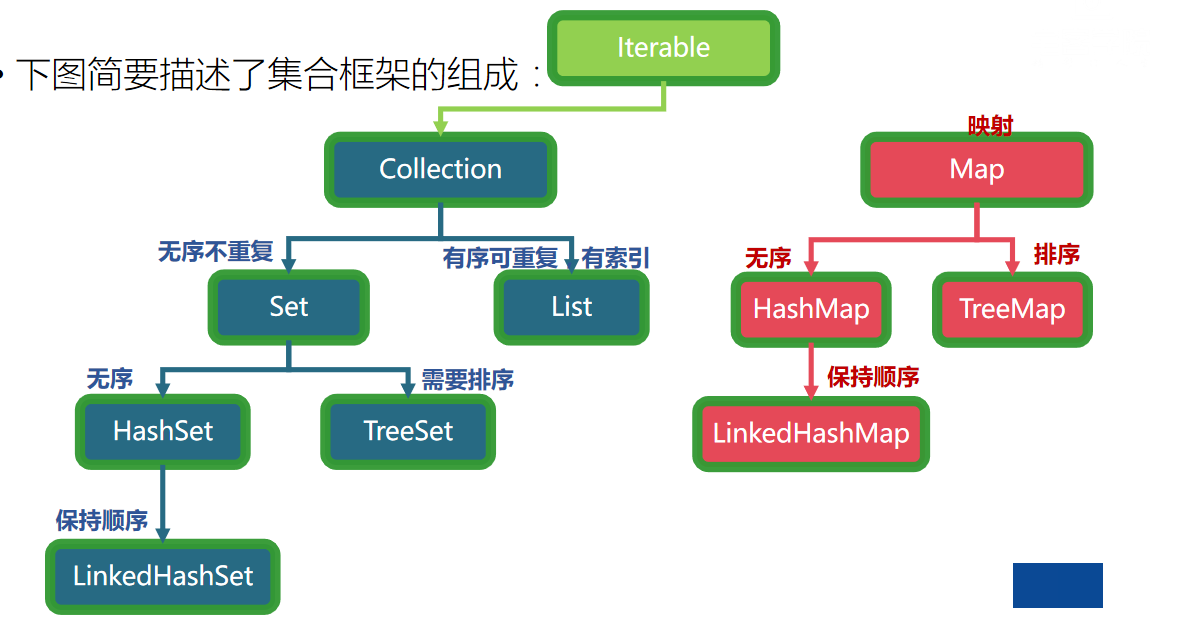 Iterable
• 下图简要描述了集合框架的组成：
映射
Collection
Map
无序不重复
有序可重复
有索引
无序
排序
Set
List
HashMap
TreeMap
无序
需要排序
保持顺序
HashSet
TreeSet
LinkedHashMap
保持顺序
LinkedHashSet